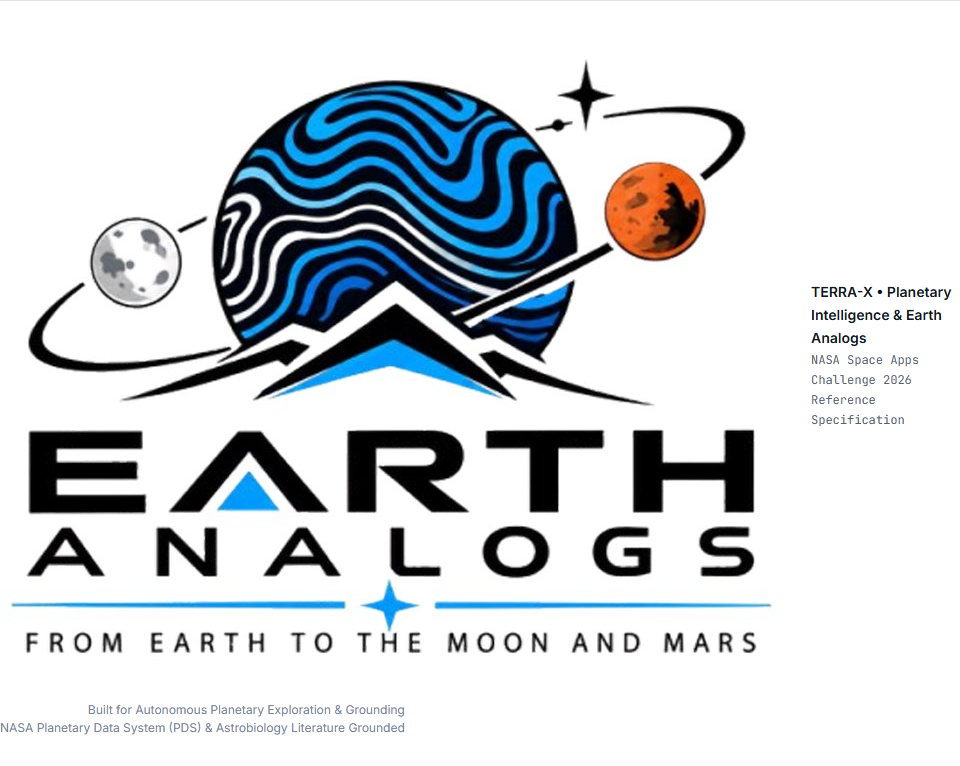 EARTH
ANALOGS
FROM EARTH TO THE MOON AND MARS
TERRA-X • Planetary
Intelligence & Earth
Analogs
NASA Space Apps
Challenge 2026
Reference
Specification
Built for Autonomous Planetary Exploration & Grounding
NASA Planetary Data System (PDS) & Astrobiology Literature Grounded